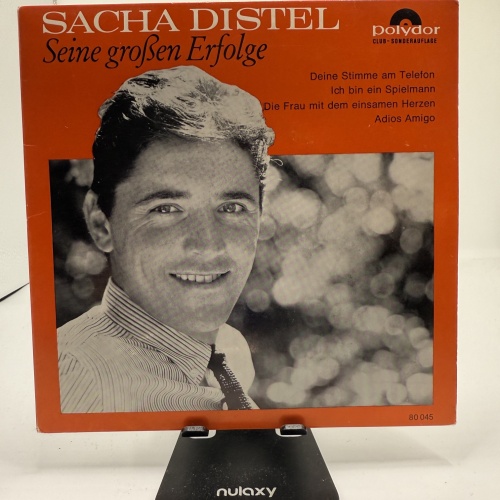 SACHA DISTEL
Seine großen Erfolge
polydor
CLUB-SONDERAUFLAGE
Deine Stimme am Telefon
Ich bin ein Spielmann
Die Frau mit dem einsamen Herzen
Adios Amigo
80 045
nulaxy